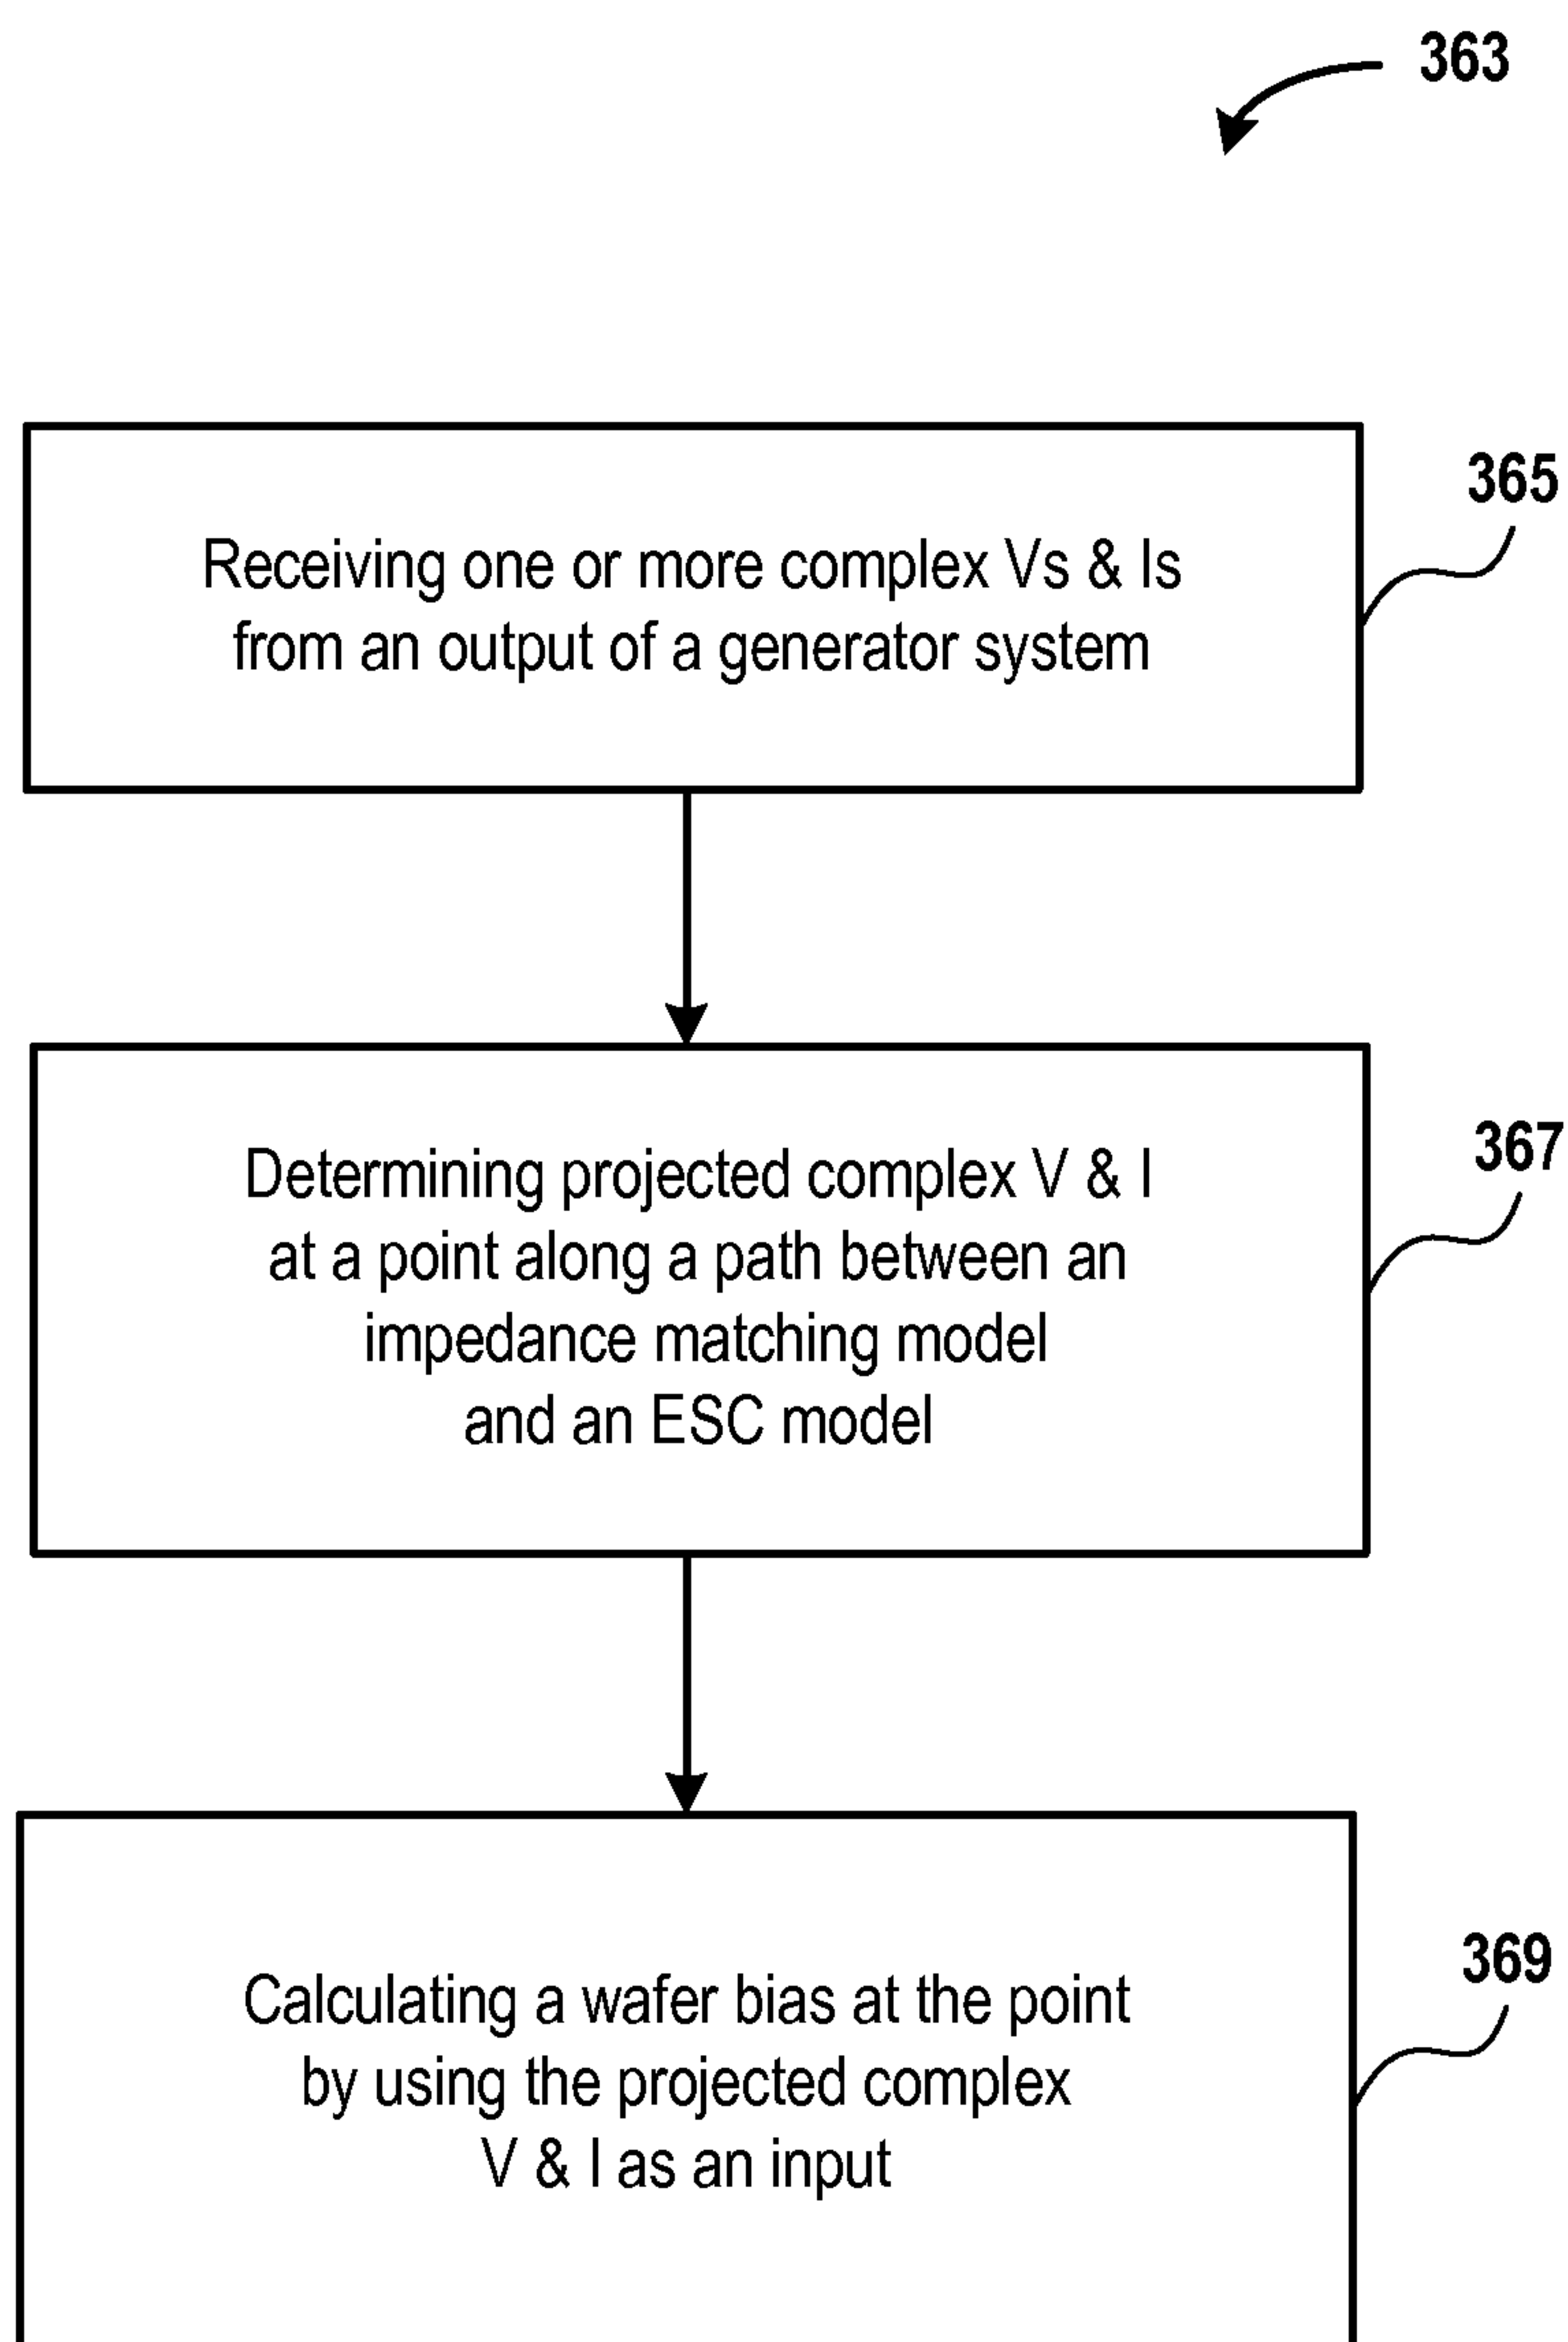 363
365
Receiving one or more complex Vs & Is
from an output of a generator system
367
Determining projected complex V & I
at a point along a path between an
impedance matching model
and an ESC model
369
Calculating a wafer bias at the point
by using the projected complex
V & I as an input